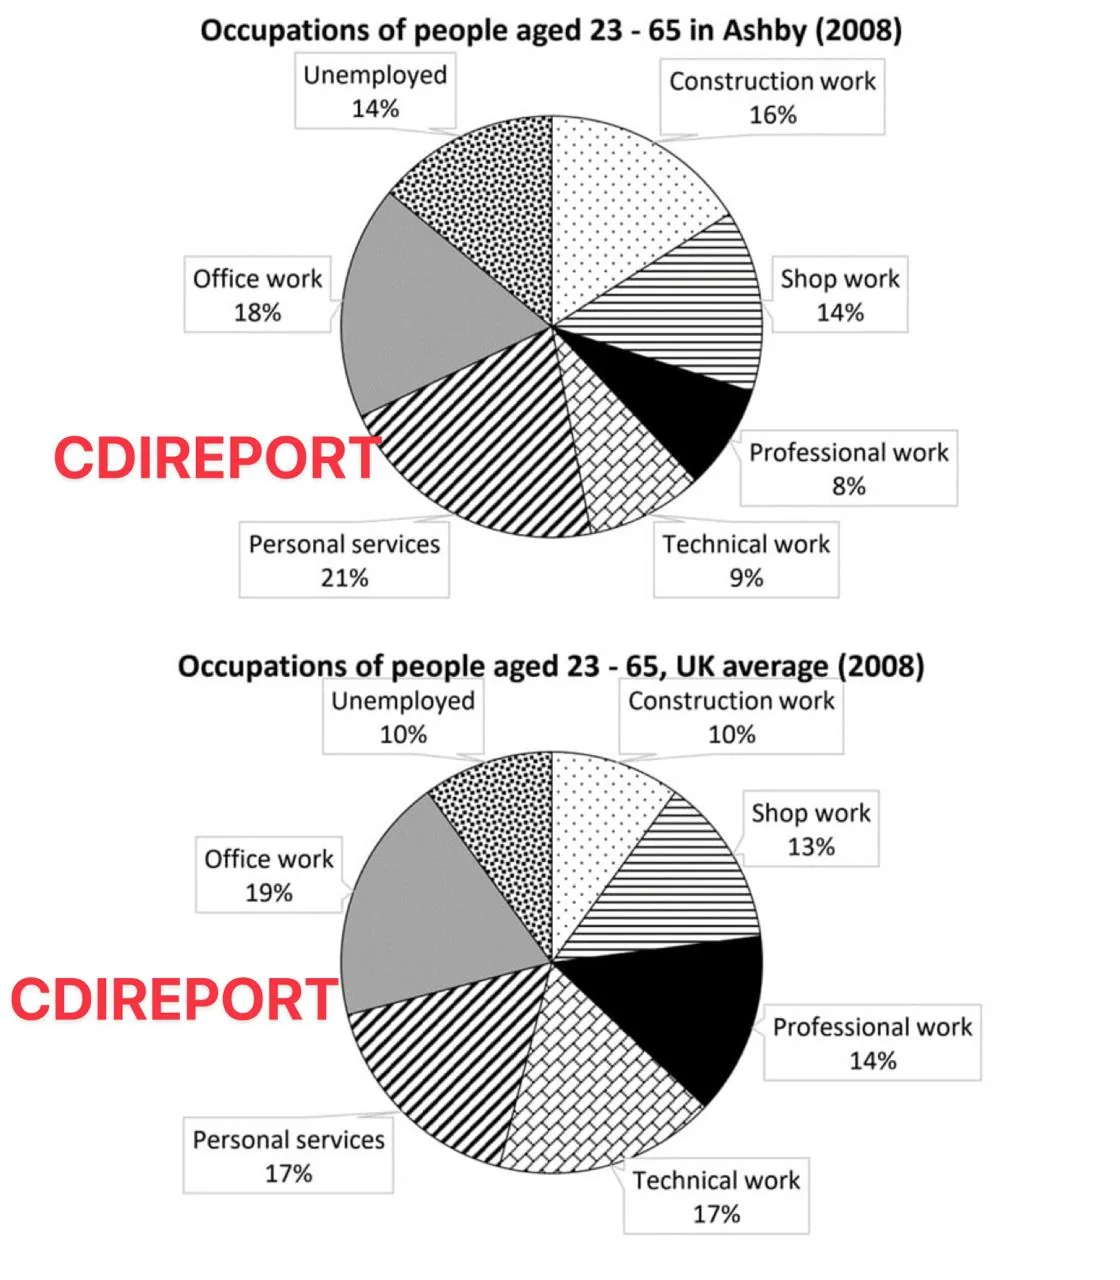 Occupations of people aged 23 - 65 in Ashby (2008)
Unemployed
14%
Construction work
16%
Office work
18%
Shop work
14%
CDIREPORT
Professional work
8%
Personal services
21%
Technical work
9%
Occupations of people aged 23 - 65, UK average (2008)
Unemployed
10%
Construction work
10%
Shop work
13%
Office work
19%
CDIREPORT
Professional work
14%
Personal services
17%
Technical work
17%